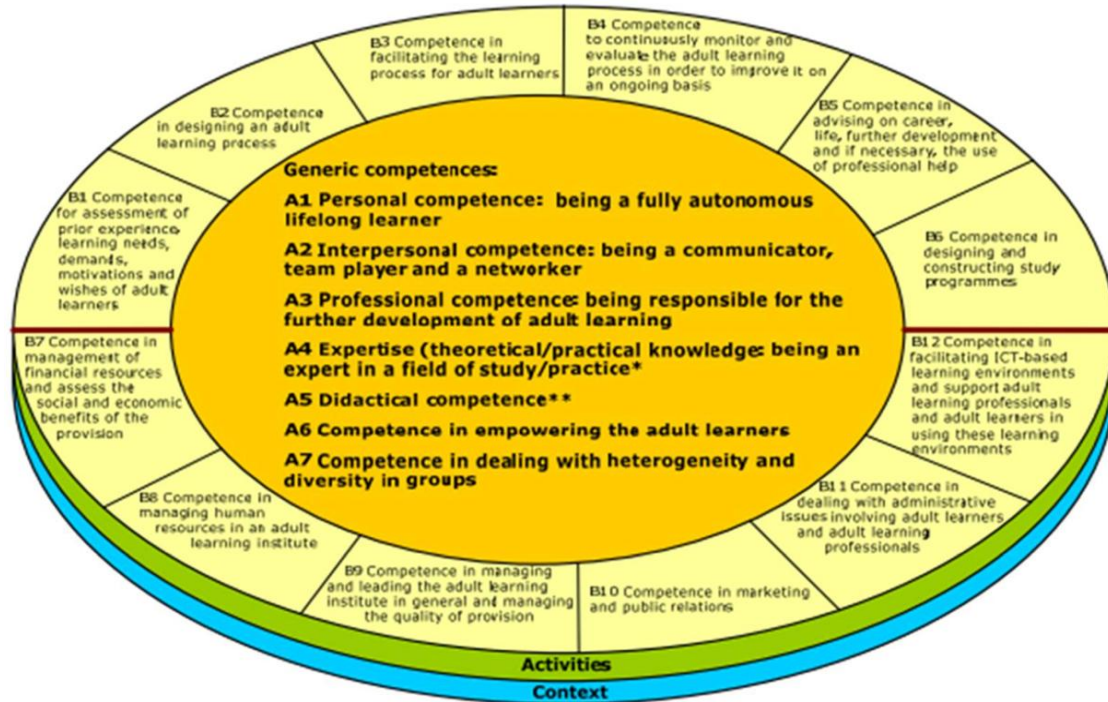 B1 Competence
for assessment of
prior experience,
learning needs,
demands,
motivations and
wishes of adult
learners
B2 Competence
in designing an adult
learning process
B3 Competence in
facilitating the learning
process for adult learners
B4 Competence
to continuously monitor and
evaluate the adult learning
process in order to improve it on
an ongoing basis
B5 Competence in
advising on career,
life, further development
and if necessary, the use
of professional help
B6 Competence in
designing and
constructing study
programmes
Generic competences:
A1 Personal competence: being a fully autonomous
lifelong learner
A2 Interpersonal competence: being a communicator,
team player and a networker
A3 Professional competence: being responsible for the
further development of adult learning
A4 Expertise (theoretical/practical knowledge: being an
expert in a field of study/practice*
A5 Didactical competence**
A6 Competence in empowering the adult learners
A7 Competence in dealing with heterogeneity and
diversity in groups
B7 Competence in
management of
financial resources
and assess the
social and economic
benefits of the
provision
B8 Competence in
managing human
resources in an adult
learning institute
B9 Competence in managing
and leading the adult learning
institute in general and managing
the quality of provision
B10 Competence in marketing
and public relations
B11 Competence in
dealing with administrative
issues involving adult learners
and adult learning
professionals
B12 Competence in
facilitating ICT-based
learning environments
and support adult
learning professionals
and adult learners in
using these learning
environments
Activities
Context